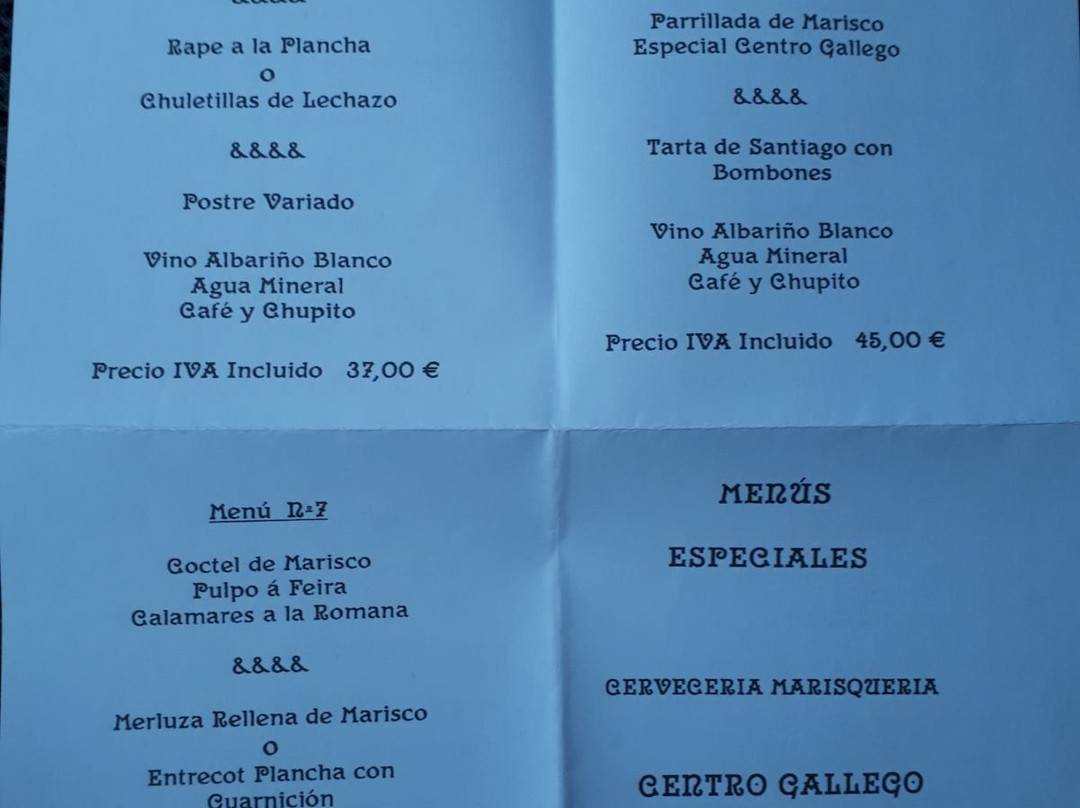 Rape a la Plancha
o
Chuletillas de Lechazo
&&&&
Postre Variado
Vino Albariño Blanco
Agua Mineral
Café y Chupito
Precio IVA Incluido 37,00 €
Parrillada de Marisco
Especial Centro Gallego
&&&&
Tarta de Santiago con
Bombones
Vino Albariño Blanco
Agua Mineral
Café y Chupito
Precio IVA Incluido 45,00 €
Menú Nº7
Coctel de Marisco
Pulpo á Feira
Calamares a la Romana
&&&&
Merluza Rellena de Marisco
O
Entrecot Plancha con
Guarnición
MENÚS
ESPECIALES
CERVECERIA MARISQUERIA
CENTRO GALLEGO